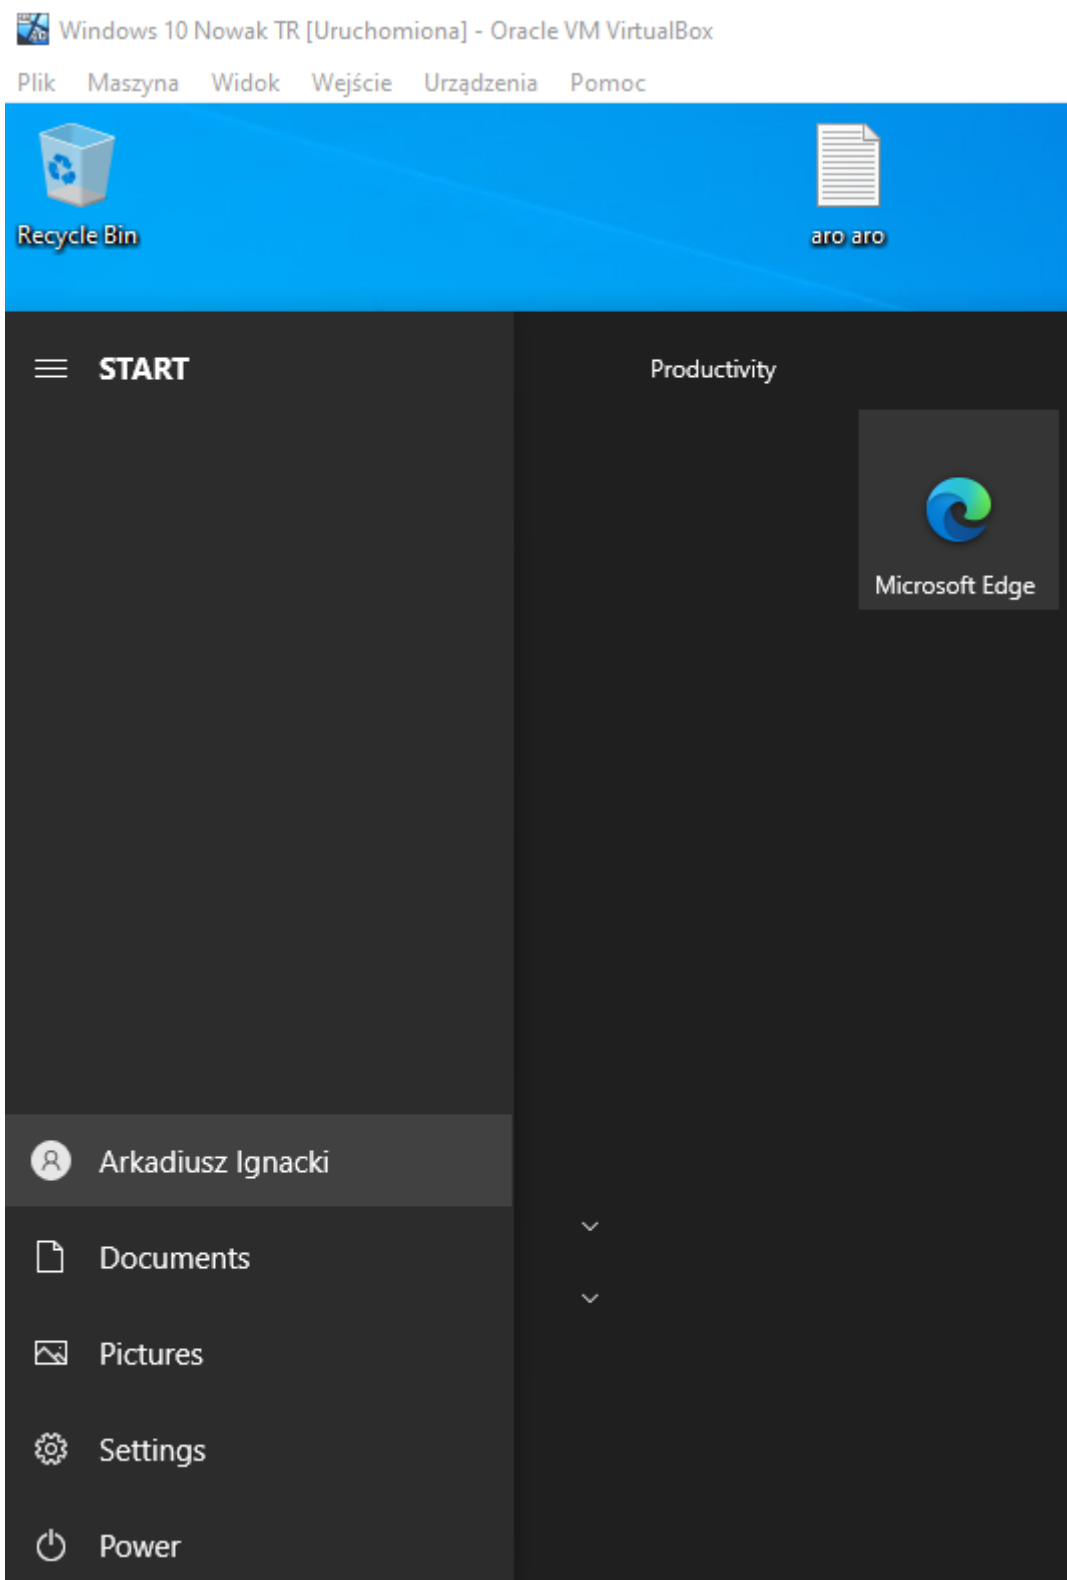 Windows 10 Nowak TR [Uruchomiona] - Oracle VM VirtualBox
Plik Maszyna Widok Wejście Urządzenia Pomoc
Recycle Bin
aro aro
START
Productivity
Microsoft Edge
Arkadiusz Ignacki
Documents
Pictures
Settings
Power